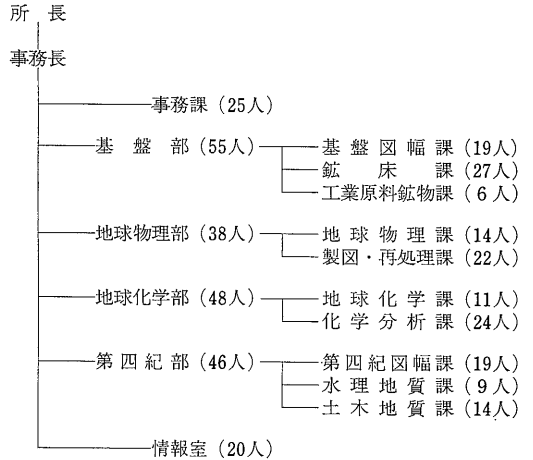 所長
事務長
事務課 (25人)
基盤部 (55人) 基盤図幅課 (19人)
鉱床課 (27人)
工業原料鉱物課 (6人)
地球物理部 (38人) 地球物理課 (14人)
製図・再処理課 (22人)
地球化学部 (48人) 地球化学課 (11人)
化学分析課 (24人)
第四紀部 (46人) 第四紀図幅課 (19人)
水理地質課 (9人)
土木地質課 (14人)
情報室 (20人)